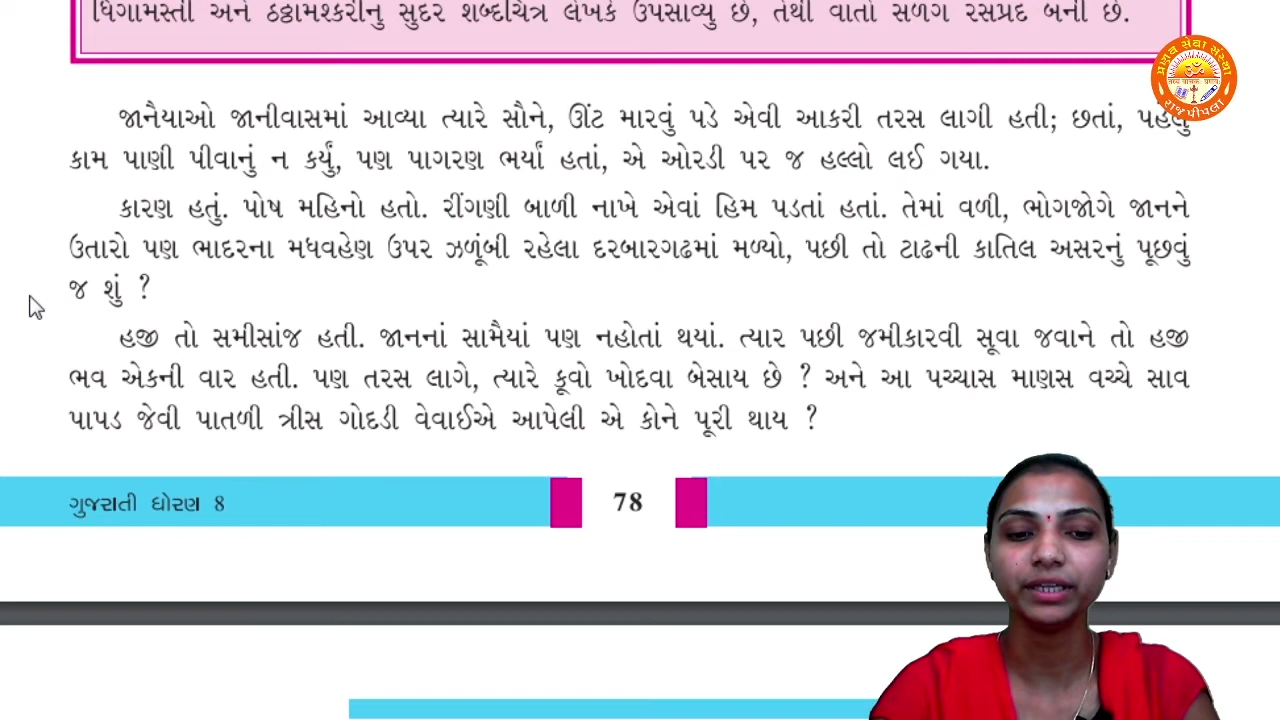 ધિંગામસ્તી અને ઠઠ્ઠામશ્કરીનું સુંદર શબ્દચિત્ર લેખકે ઉપસાવ્યું છે, તેથી વાર્તા સળંગ રસપ્રદ બની છે.
પ્રણવ સેવા સંસ્થા
રાજપીપલા
જાનૈયાઓ જાનીવાસમાં આવ્યા ત્યારે સૌને, ઊંટ મારવું પડે એવી આકરી તરસ લાગી હતી; છતાં, પહેલું
કામ પાણી પીવાનું ન કર્યું, પણ પાગરણ ભર્યાં હતાં, એ ઓરડી પર જ હલ્લો લઈ ગયા.
કારણ હતું. પોષ મહિનો હતો. રીંગણી બાળી નાખે એવાં હિમ પડતાં હતાં. તેમાં વળી, ભોગજોગે જાનને
ઉતારો પણ ભાદરના મધવહેણ ઉપર ઝળૂંબી રહેલા દરબારગઢમાં મળ્યો, પછી તો ટાઢની કાતિલ અસરનું પૂછવું
જ શું ?
હજી તો સમીસાંજ હતી. જાનનાં સામૈયાં પણ નહોતાં થયાં. ત્યાર પછી જમીકારવી સૂવા જવાને તો હજી
ભવ એકની વાર હતી. પણ તરસ લાગે, ત્યારે કૂવો ખોદવા બેસાય છે ? અને આ પચ્ચાસ માણસ વચ્ચે સાવ
પાપડ જેવી પાતળી ત્રીસ ગોદડી વેવાઈએ આપેલી એ કોને પૂરી થાય ?
ગુજરાતી ધોરણ 8
78